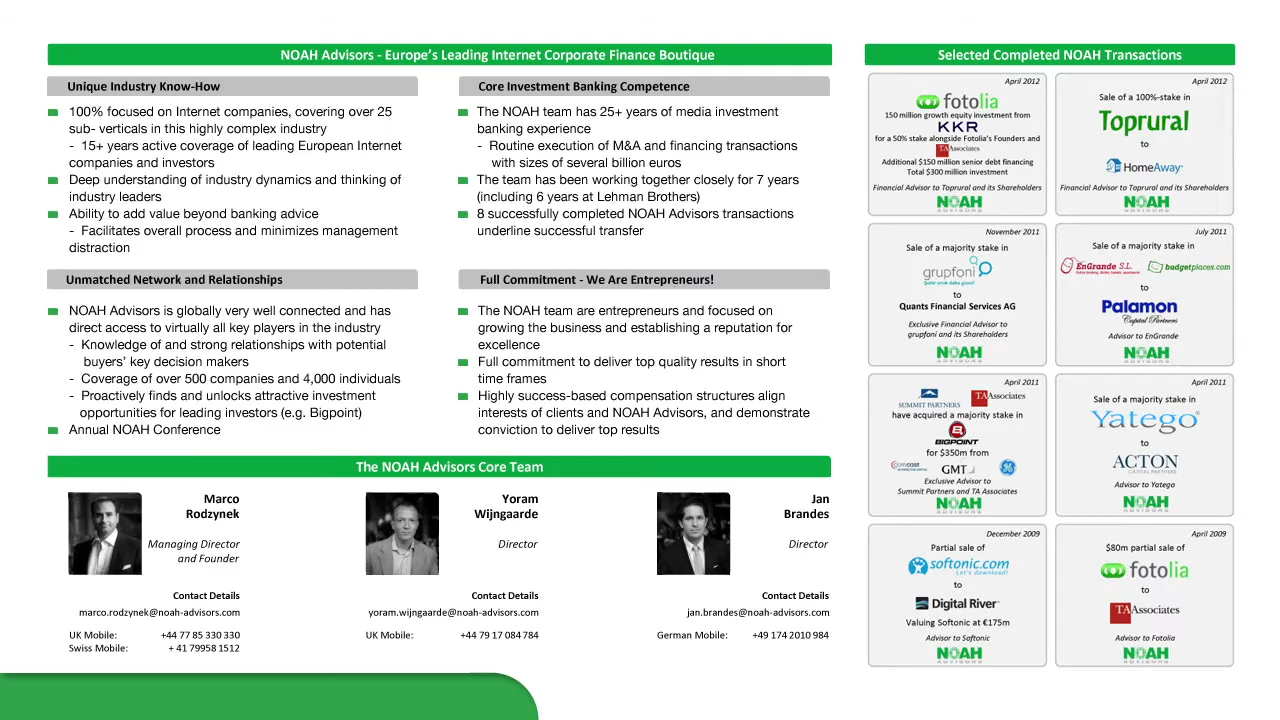 NOAH Advisors - Europe's Leading Internet Corporate Finance Boutique
Unique Industry Know-How
100% focused on Internet companies, covering over 25
sub- verticals in this highly complex industry
- 15+ years active coverage of leading European Internet
companies and investors
Deep understanding of industry dynamics and thinking of
industry leaders
Ability to add value beyond banking advice
- Facilitates overall process and minimizes management
distraction
Core Investment Banking Competence
The NOAH team has 25+ years of media investment
banking experience
- Routine execution of M&A and financing transactions
with sizes of several billion euros
The team has been working together closely for 7 years
(including 6 years at Lehman Brothers)
8 successfully completed NOAH Advisors transactions
underline successful transfer
Unmatched Network and Relationships
NOAH Advisors is globally very well connected and has
direct access to virtually all key players in the industry
- Knowledge of and strong relationships with potential
buyers' key decision makers
- Coverage of over 500 companies and 4,000 individuals
- Proactively finds and unlocks attractive investment
opportunities for leading investors (e.g. Bigpoint)
Annual NOAH Conference
Full Commitment - We Are Entrepreneurs!
The NOAH team are entrepreneurs and focused on
growing the business and establishing a reputation for
excellence
Full commitment to deliver top quality results in short
time frames
Highly success-based compensation structures align
interests of clients and NOAH Advisors, and demonstrate
conviction to deliver top results
The NOAH Advisors Core Team
Marco
Rodzynek
Managing Director
and Founder
Contact Details
marco.rodzynek@noah-advisors.com
UK Mobile: +44 77 85 330 330
Swiss Mobile: + 41 79958 1512
Yoram
Wijngaarde
Director
Contact Details
yoram.wijngaarde@noah-advisors.com
UK Mobile: +44 79 17 084 784
Jan
Brandes
Director
Contact Details
jan.brandes@noah-advisors.com
German Mobile: +49 174 2010 984
Selected Completed NOAH Transactions
April 2012
fotolia
150 million growth equity investment from
KKR
for a 50% stake alongside Fotolia's Founders and
TA Associates
Additional $150 million senior debt financing
Total $300 million investment
Financial Advisor to Toprural and its Shareholders
NOAH
ADVISORS
April 2012
Sale of a 100%-stake in
Toprural
to
HomeAway
Financial Advisor to Toprural and its Shareholders
NOAH
ADVISORS
November 2011
Sale of a majority stake in
grupfoni
to
Quants Financial Services AG
Exclusive Financial Advisor to
grupfoni and its Shareholders
NOAH
ADVISORS
July 2011
Sale of a majority stake in
EnGrande S.L. budgetplaces.com
to
Palamon
Capital Partners
Advisor to EnGrande
NOAH
ADVISORS
April 2011
SUMMIT PARTNERS TA Associates
have acquired a majority stake in
BIGPOINT
for $350m from
comcast GMT
Exclusive Advisor to
Summit Partners and TA Associates
NOAH
ADVISORS
April 2011
Sale of a majority stake in
Yatego
to
ACTON
CAPITAL PARTNERS
Advisor to Yatego
NOAH
ADVISORS
December 2009
Partial sale of
softonic.com
Let's download!
to
Digital River
Valuing Softonic at €175m
Advisor to Softonic
NOAH
ADVISORS
April 2009
$80m partial sale of
fotolia
to
TA Associates
Advisor to Fotolia
NOAH
ADVISORS